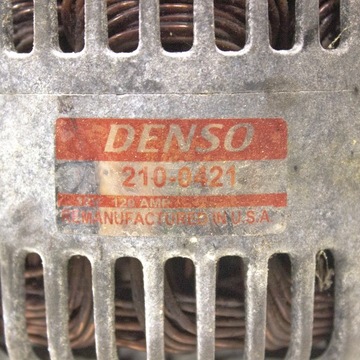 DENSO
210-0421
120 AMP
REMANUFACTURED IN U.S.A